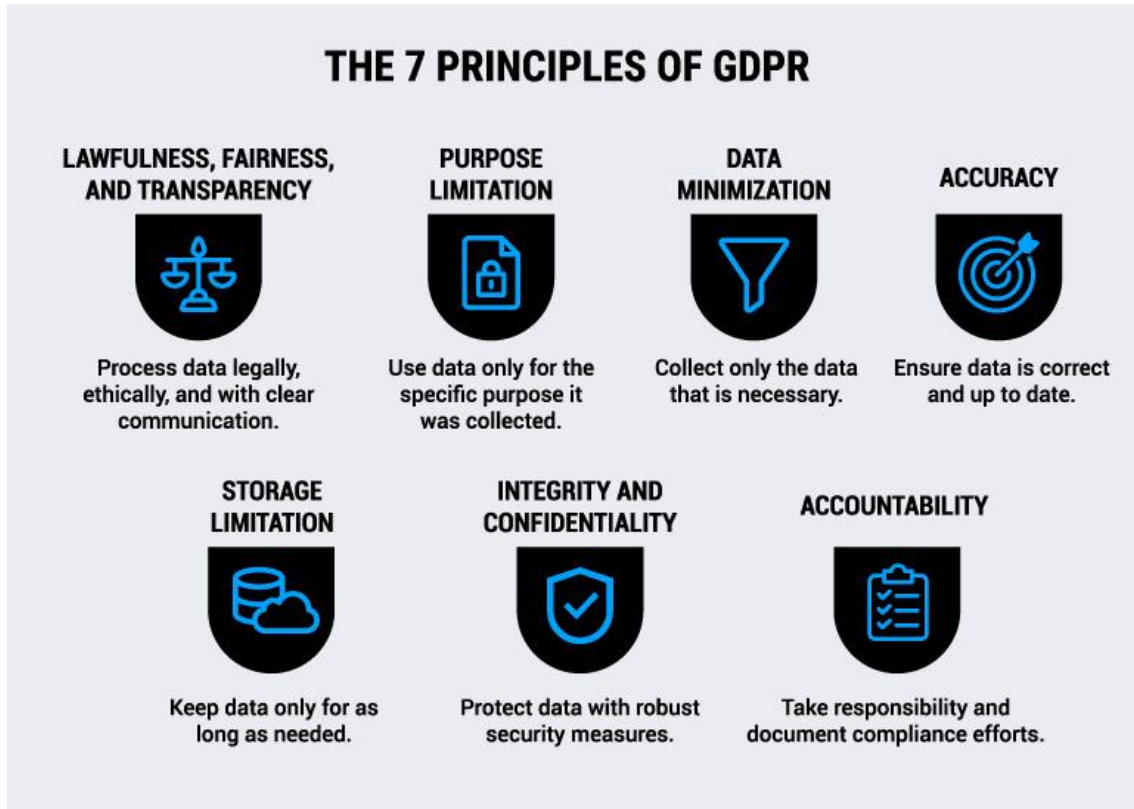 THE 7 PRINCIPLES OF GDPR
LAWFULNESS, FAIRNESS,
AND TRANSPARENCY
Process data legally,
ethically, and with clear
communication.
PURPOSE
LIMITATION
Use data only for the
specific purpose it
was collected.
DATA
MINIMIZATION
Collect only the data
that is necessary.
ACCURACY
Ensure data is correct
and up to date.
STORAGE
LIMITATION
Keep data only for as
long as needed.
INTEGRITY AND
CONFIDENTIALITY
Protect data with robust
security measures.
ACCOUNTABILITY
Take responsibility and
document compliance efforts.